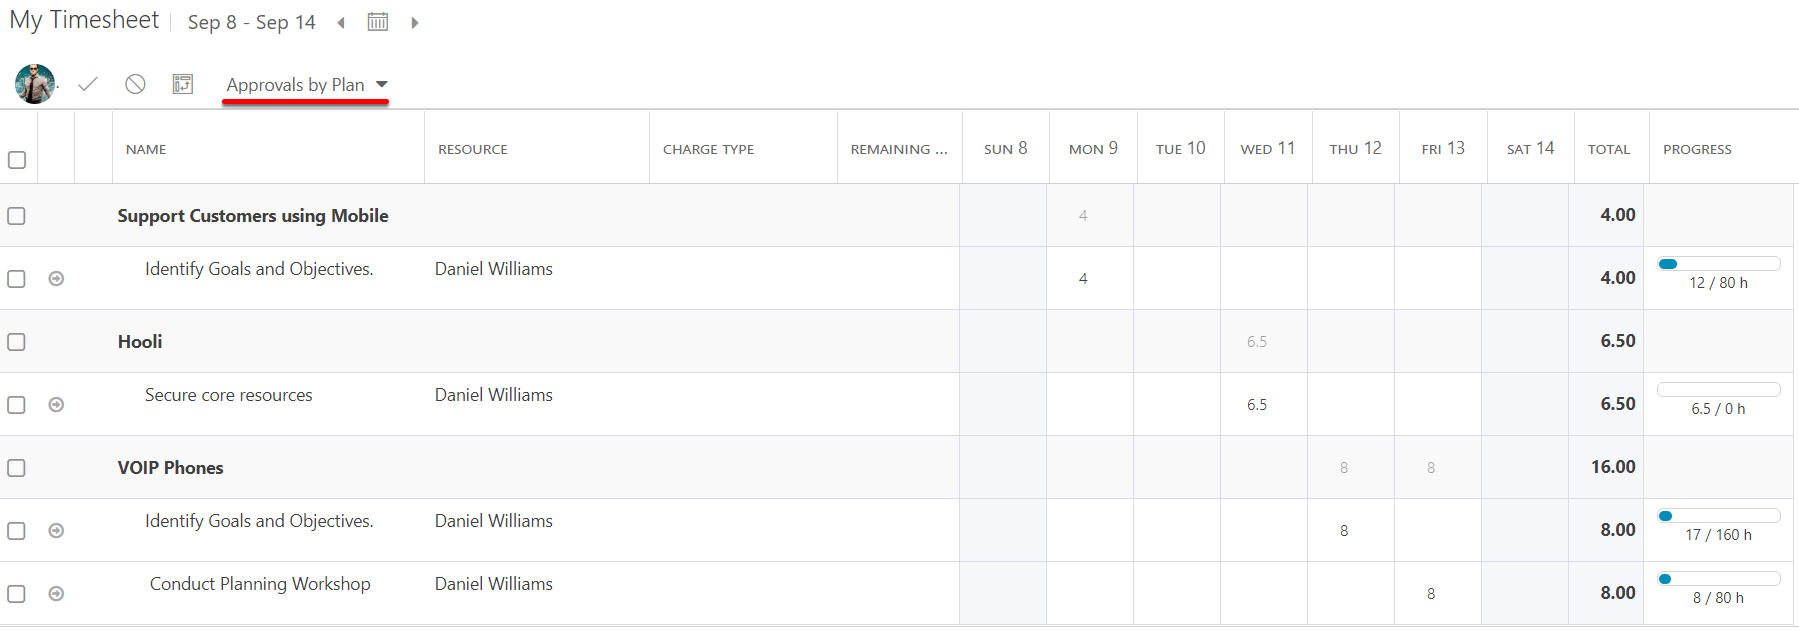 My Timesheet Sep 8 - Sep 14
Approvals by Plan
NAME RESOURCE CHARGE TYPE REMAINING ... SUN 8 MON 9 TUE 10 WED 11 THU 12 FRI 13 SAT 14 TOTAL PROGRESS
Support Customers using Mobile 4 4.00
Identify Goals and Objectives. Daniel Williams 4 4.00 12 / 80 h
Hooli 6.5 6.50
Secure core resources Daniel Williams 6.5 6.50 6.5 / 0 h
VOIP Phones 8 8 16.00
Identify Goals and Objectives. Daniel Williams 8 8.00 17 / 160 h
Conduct Planning Workshop Daniel Williams 8 8.00 8 / 80 h